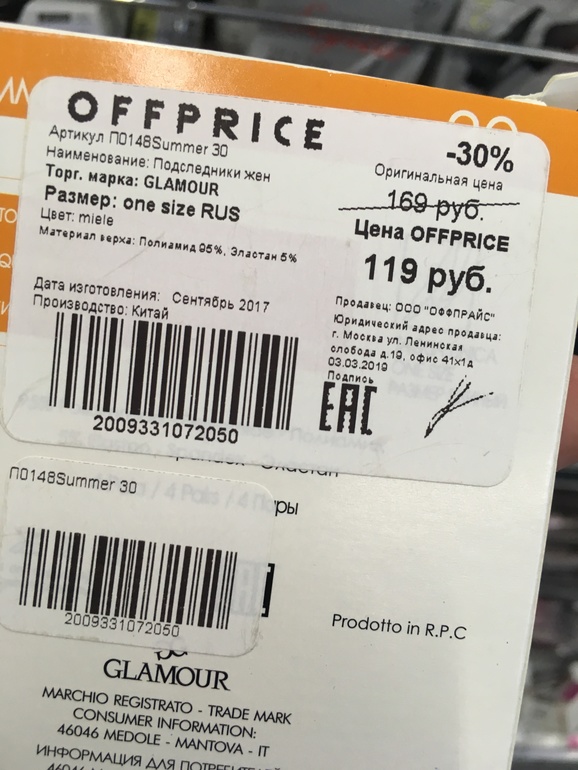 OFFPRICE
Артикул П0148Summer 30
Наименование: Подследники жен
Торг. марка: GLAMOUR
Размер: one size RUS
Цвет: miele
Материал верха: Полиамид 95%, Эластан 5%
-30%
Оригинальная цена
169 руб.
Цена OFFPRICE
119 руб.
Дата изготовления: Сентябрь 2017
Производство: Китай
2009331072050
Продавец: ООО "ОФФПРАЙС"
Юридический адрес продавца:
г. Москва ул. Ленинская
слобода д.19, офис 41х1д
03.03.2019
Подпись
EAC
П0148Summer 30
2009331072050
Prodotto in R.P.C
GLAMOUR
MARCHIO REGISTRATO - TRADE MARK
CONSUMER INFORMATION:
46046 MEDOLE - MANTOVA - IT
ИНФОРМАЦИЯ ДЛЯ